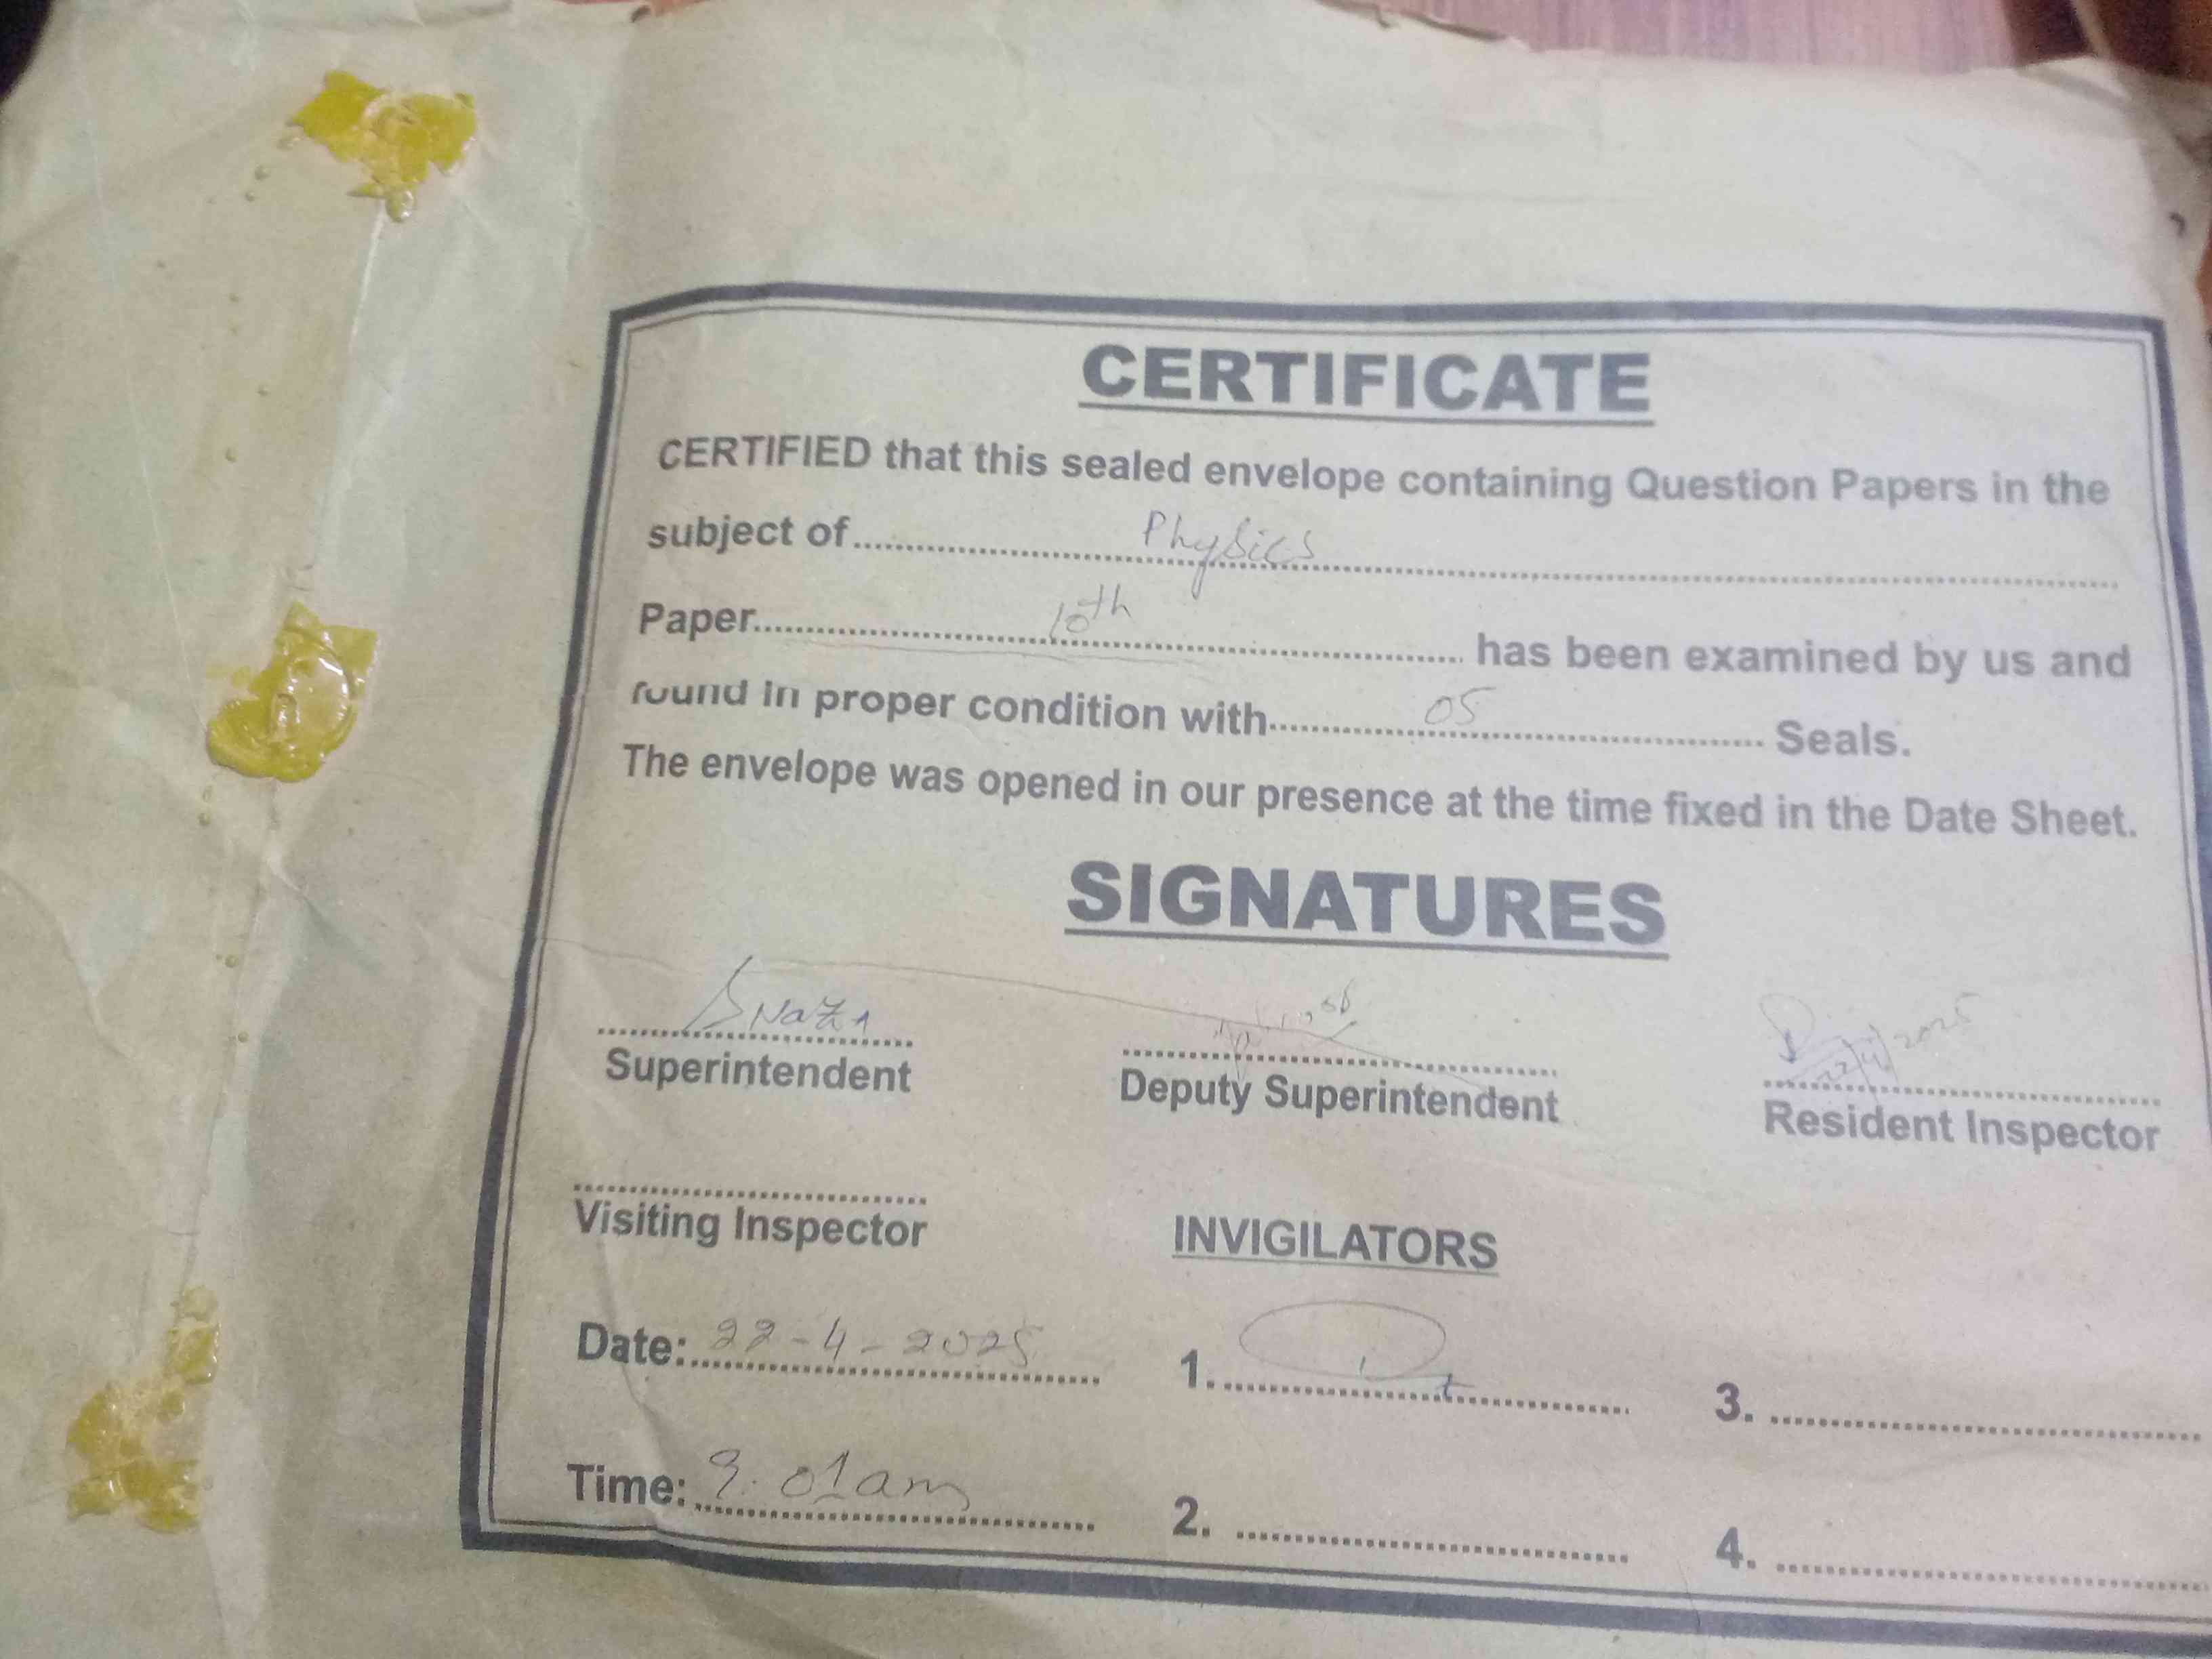 CERTIFICATE
CERTIFIED that this sealed envelope containing Question Papers in the
subject of Physics
Paper 10th has been examined by us and
found in proper condition with 05 Seals.
The envelope was opened in our presence at the time fixed in the Date Sheet.
SIGNATURES
Superintendent
Deputy Superintendent
22/4/2025
Resident Inspector
Visiting Inspector
INVIGILATORS
Date: 22-4-2025 1. 3.
Time: 9:01am 2. 4.